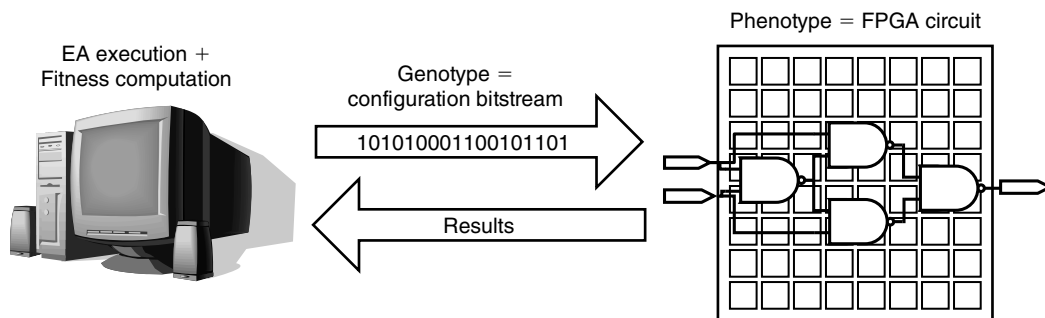 EA execution +
Fitness computation
Genotype =
configuration bitstream
101010001100101101
Results
Phenotype = FPGA circuit